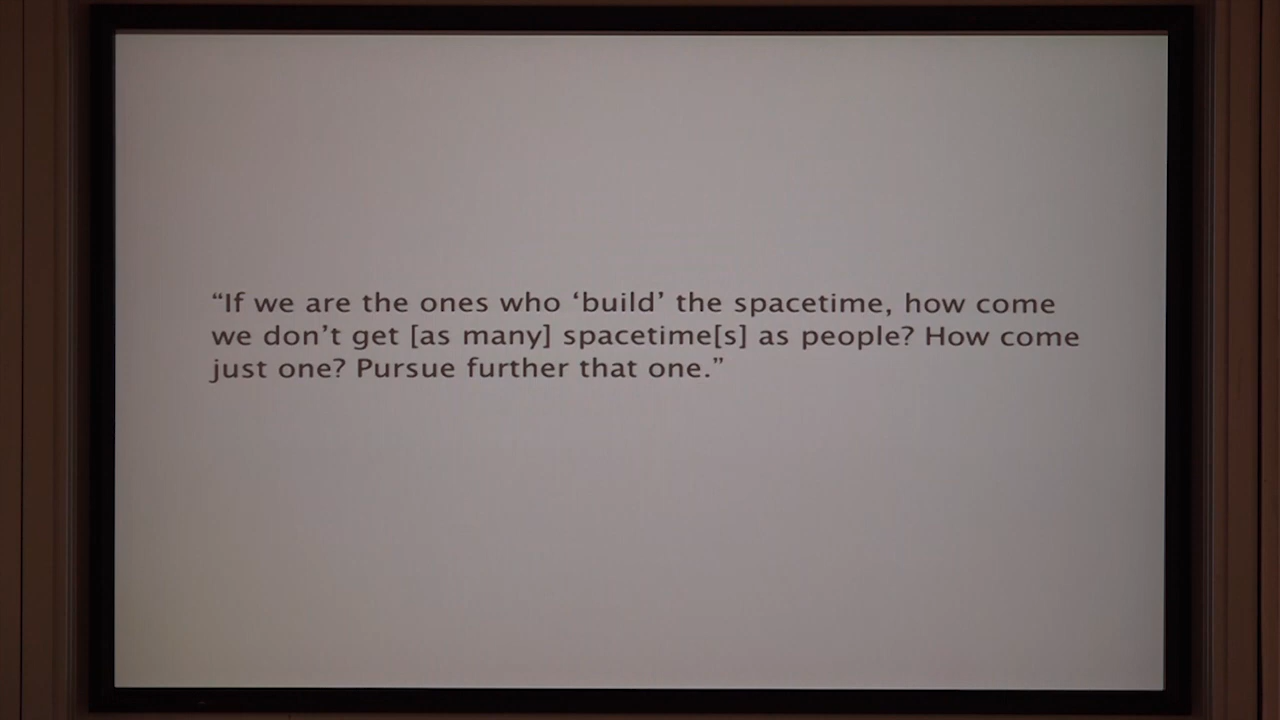 “If we are the ones who ‘build’ the spacetime, how come
we don’t get [as many] spacetime[s] as people? How come
just one? Pursue further that one.”